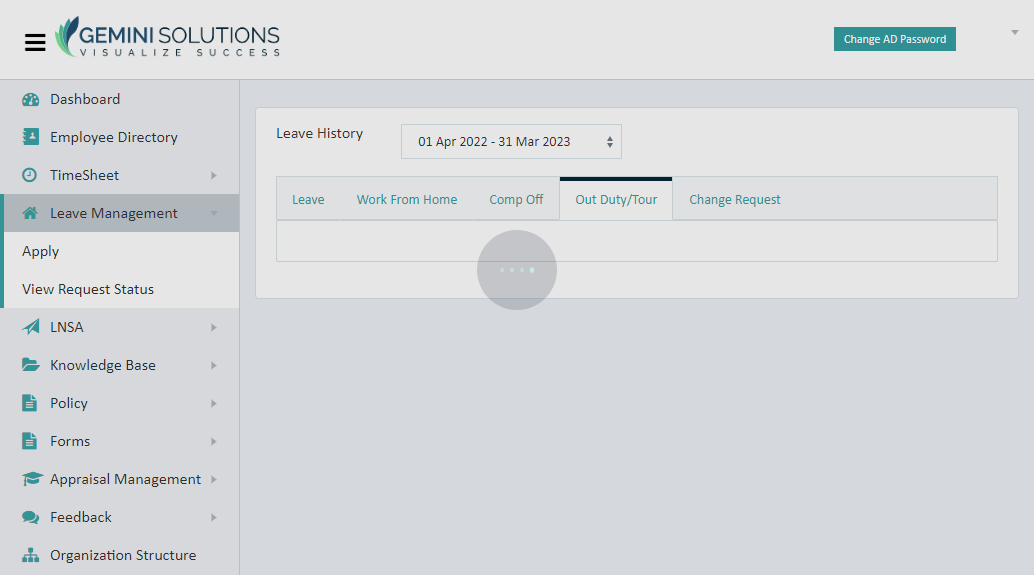 GEMINI SOLUTIONS
VISUALIZE SUCCESS
Change AD Password
Dashboard
Employee Directory
TimeSheet
Leave Management
Apply
View Request Status
LNSA
Knowledge Base
Policy
Forms
Appraisal Management
Feedback
Organization Structure
Leave History
01 Apr 2022 - 31 Mar 2023
Leave
Work From Home
Comp Off
Out Duty/Tour
Change Request